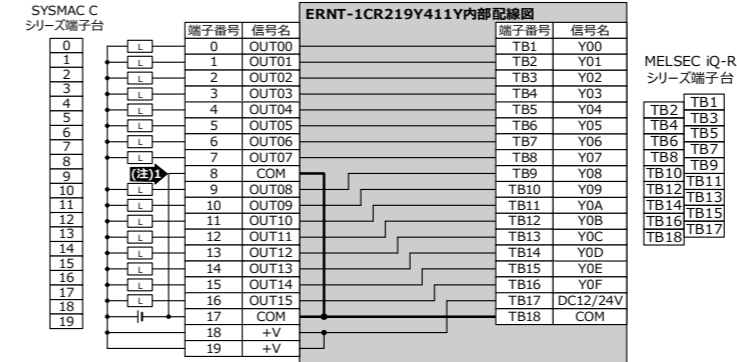 SYSMAC C
シリーズ端子台
0
1
2
3
4
5
6
7
8
9
10
11
12
13
14
15
16
17
18
19
ERNT-1CR219Y411Y内部配線図
端子番号 信号名
L 0 OUT00
L 1 OUT01
L 2 OUT02
L 3 OUT03
L 4 OUT04
L 5 OUT05
L 6 OUT06
L 7 OUT07
(注)1 8 COM
L 9 OUT08
L 10 OUT09
L 11 OUT10
L 12 OUT11
L 13 OUT12
L 14 OUT13
L 15 OUT14
L 16 OUT15
17 COM
18 +V
19 +V
端子番号 信号名
TB1 Y00
TB2 Y01
TB3 Y02
TB4 Y03
TB5 Y04
TB6 Y05
TB7 Y06
TB8 Y07
TB9 Y08
TB10 Y09
TB11 Y0A
TB12 Y0B
TB13 Y0C
TB14 Y0D
TB15 Y0E
TB16 Y0F
TB17 DC12/24V
TB18 COM
MELSEC iQ-R
シリーズ端子台
TB1
TB2
TB3
TB4
TB5
TB6
TB7
TB8
TB9
TB10
TB11
TB12
TB13
TB14
TB15
TB16
TB17
TB18